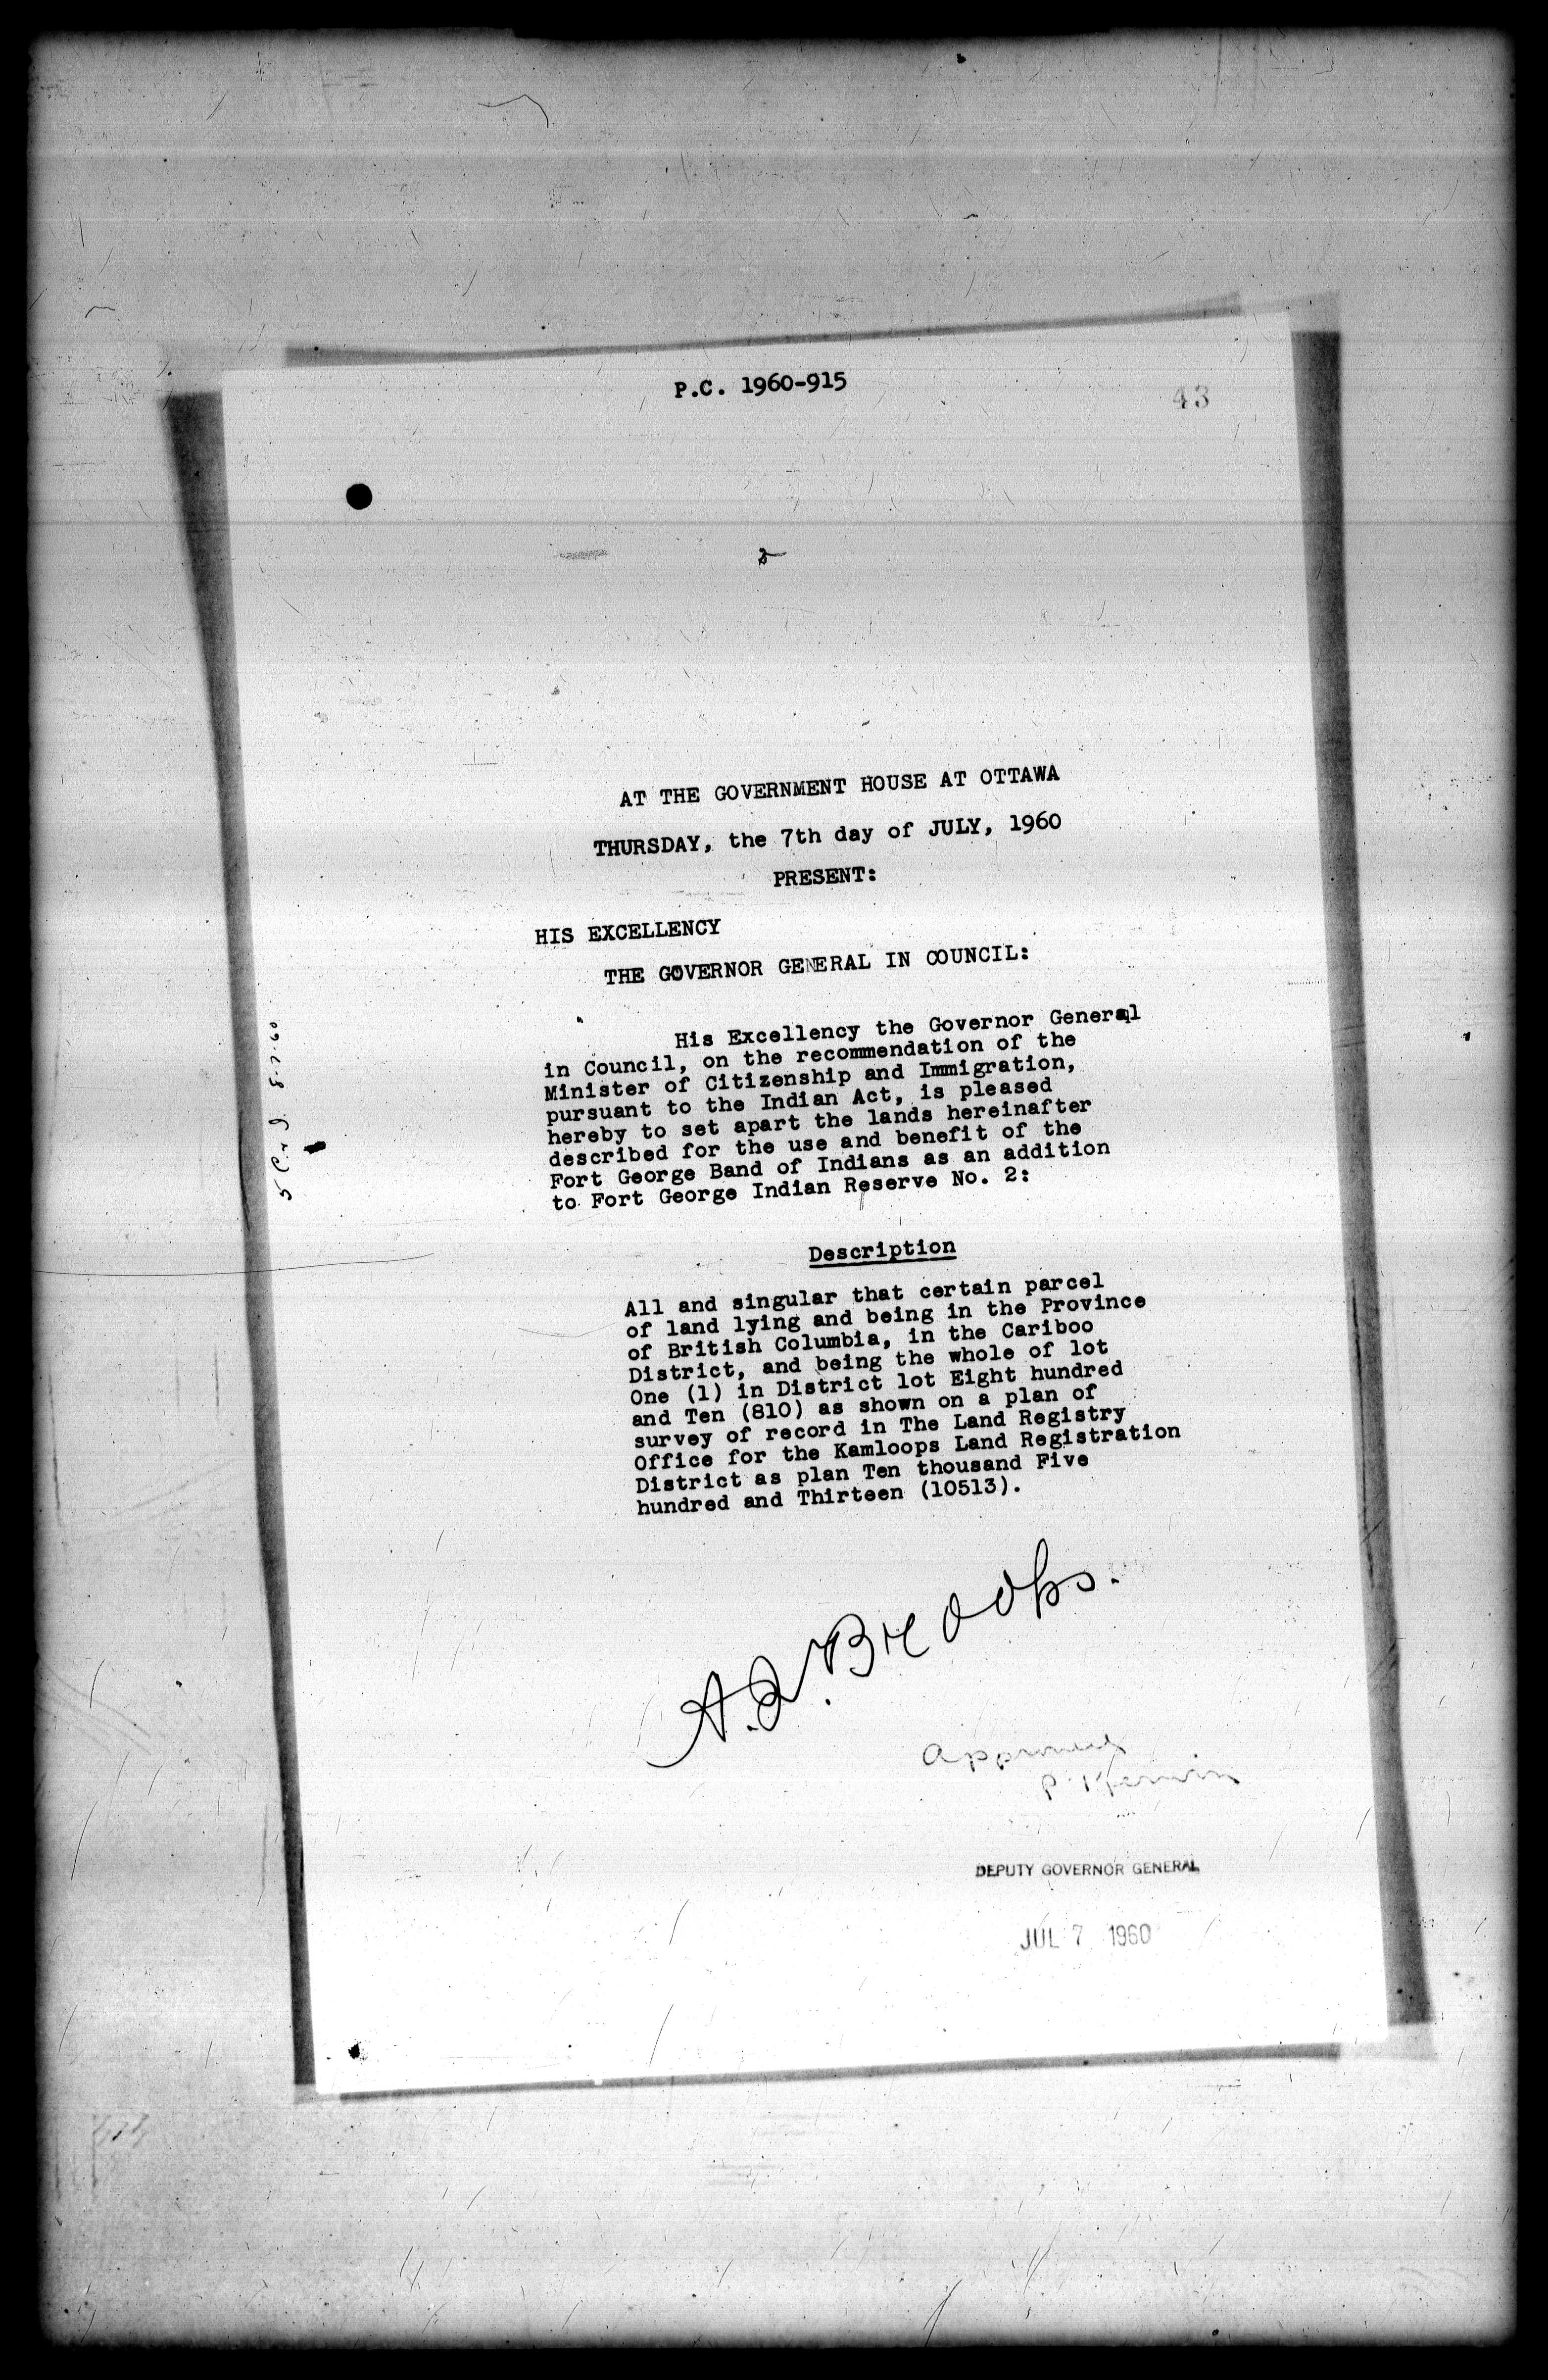 P.C. 1960-915
43
AT THE GOVERNMENT HOUSE AT OTTAWA
THURSDAY, the 7th day of JULY, 1960
PRESENT:
HIS EXCELLENCY
THE GOVERNOR GENERAL IN COUNCIL:
His Excellency the Governor General
in Council, on the recommendation of the
Minister of Citizenship and Immigration,
pursuant to the Indian Act, is pleased
hereby to set apart the lands hereinafter
described for the use and benefit of the
Fort George Band of Indians as an addition
to Fort George Indian Reserve No. 2:
5 C & I 8-7-60
Description
All and singular that certain parcel
of land lying and being in the Province
of British Columbia, in the Cariboo
District, and being the whole of lot
One (1) in District lot Eight hundred
and Ten (810) as shown on a plan of
survey of record in The Land Registry
Office for the Kamloops Land Registration
District as plan Ten thousand Five
hundred and Thirteen (10513).
A. J. Brooks.
Approved
P. Kerwin
DEPUTY GOVERNOR GENERAL
JUL 7 1960